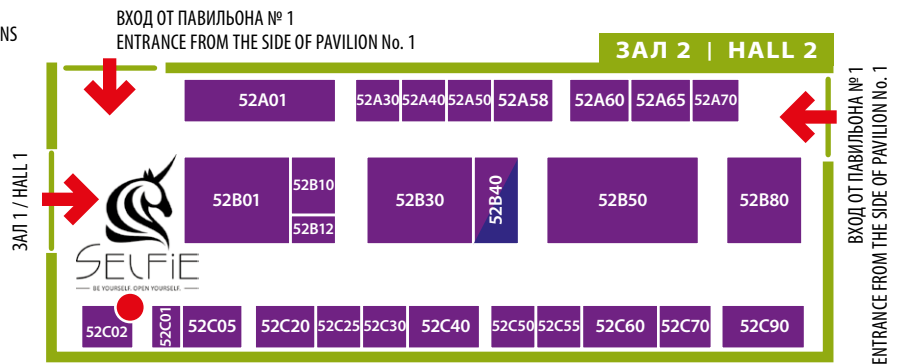 NS
ВХОД ОТ ПАВИЛЬОНА № 1
ENTRANCE FROM THE SIDE OF PAVILION No. 1
ЗАЛ 2 | HALL 2
52A01
52A30
52A40
52A50
52A58
52A60
52A65
52A70
ВХОД ОТ ПАВИЛЬОНА № 1
ENTRANCE FROM THE SIDE OF PAVILION No. 1
ЗАЛ 1 / HALL 1
52B01
52B10
52B12
52B30
52B40
52B50
52B80
SELFiE
BE YOURSELF. OPEN YOURSELF.
52C02
52C01
52C05
52C20
52C25
52C30
52C40
52C50
52C55
52C60
52C70
52C90